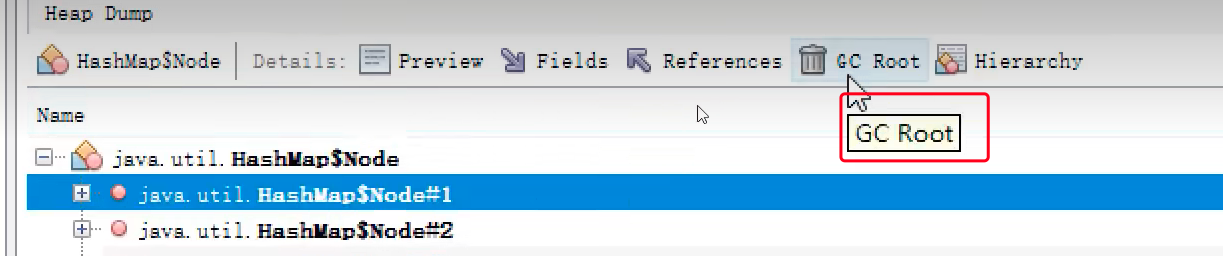 Heap Dump
HashMap$Node Details: Preview Fields References GC Root Hierarchy
Name
GC Root
java.util.HashMap$Node
java.util.HashMap$Node#1
java.util.HashMap$Node#2